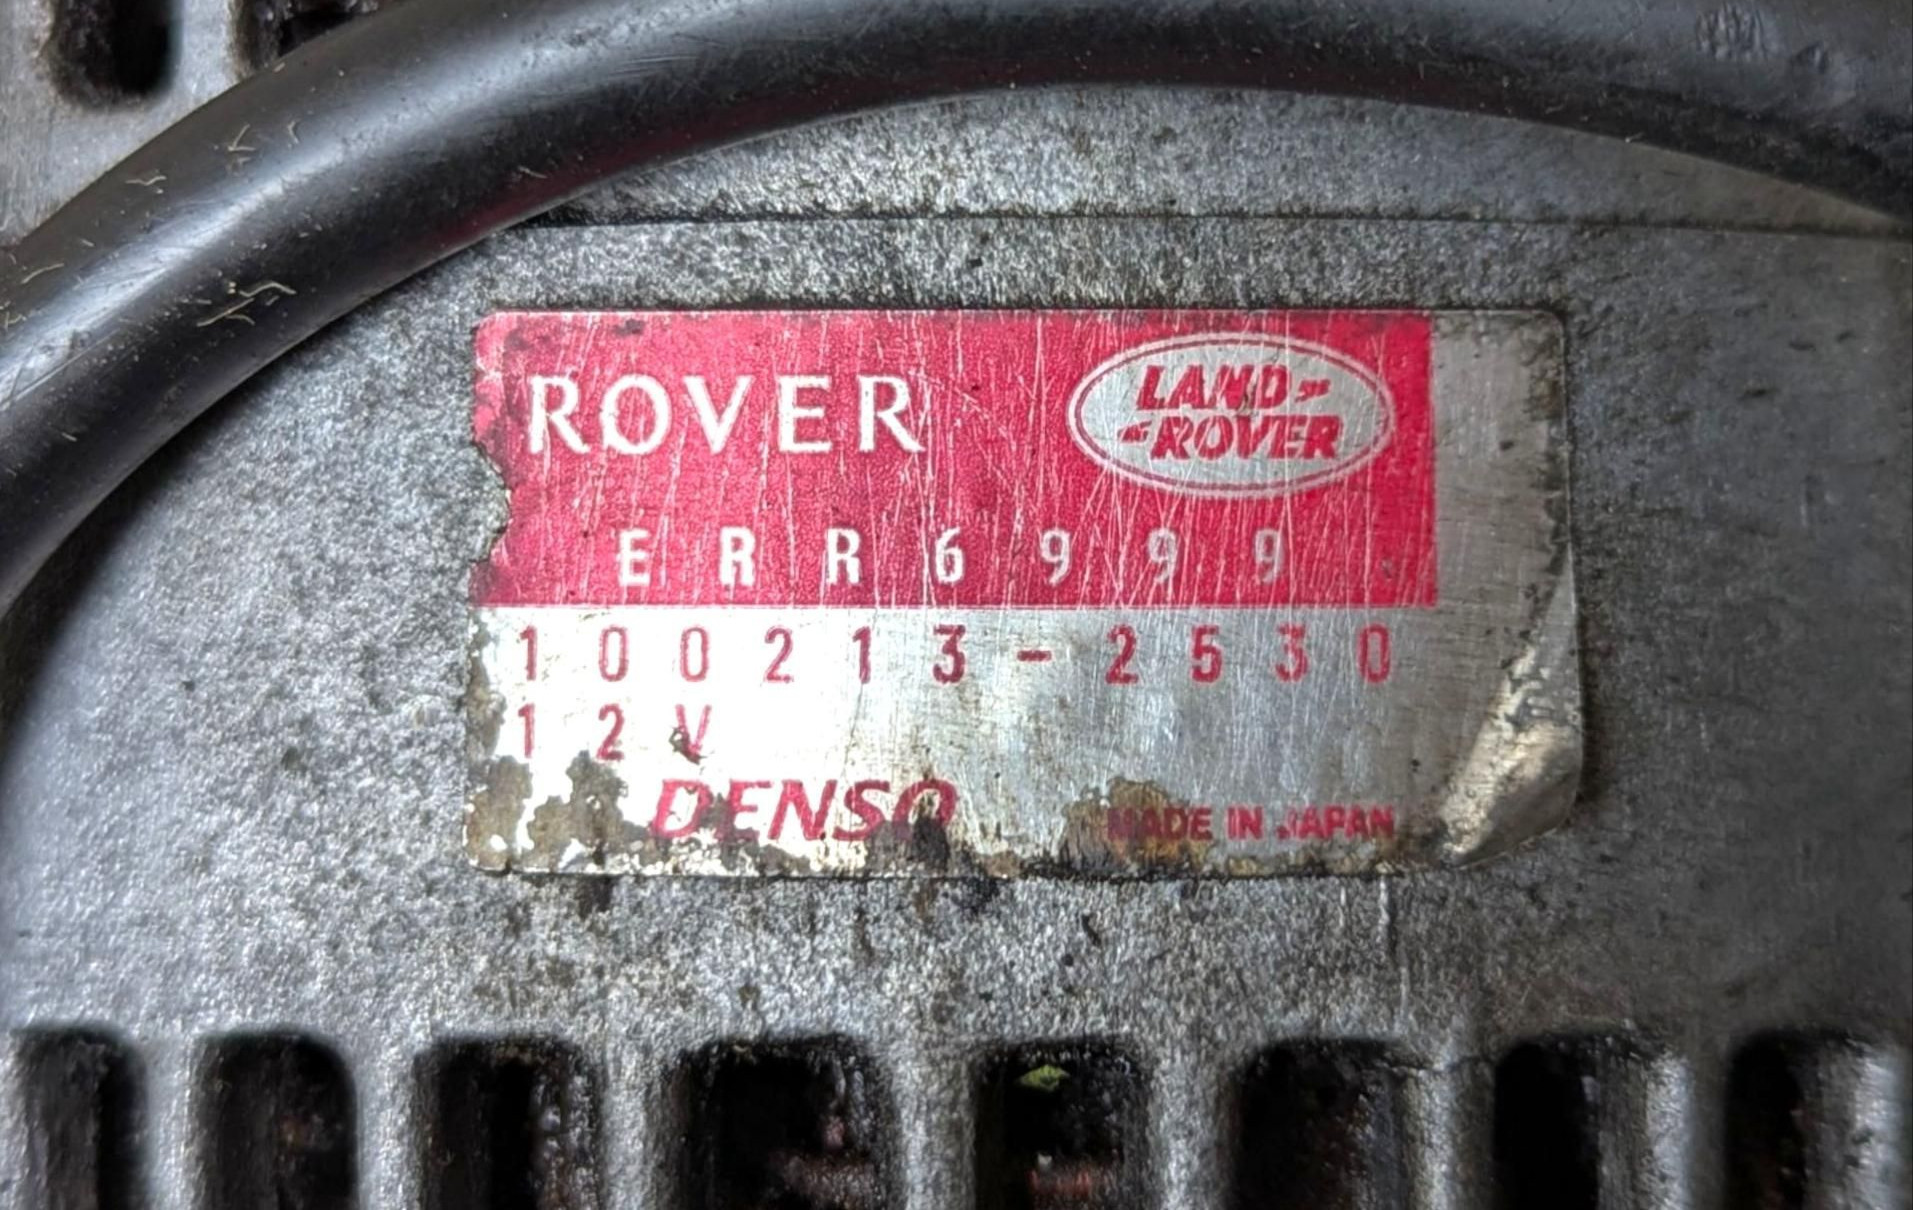 ROVER
LAND-
-ROVER
ERR6999
100213-2530
12V
DENSO
MADE IN JAPAN